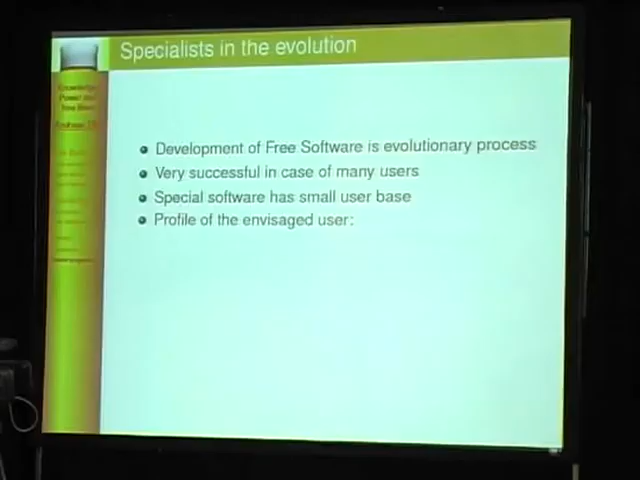 Specialists in the evolution
Development of Free Software is evolutionary process
Very successful in case of many users
Special software has small user base
Profile of the envisaged user: